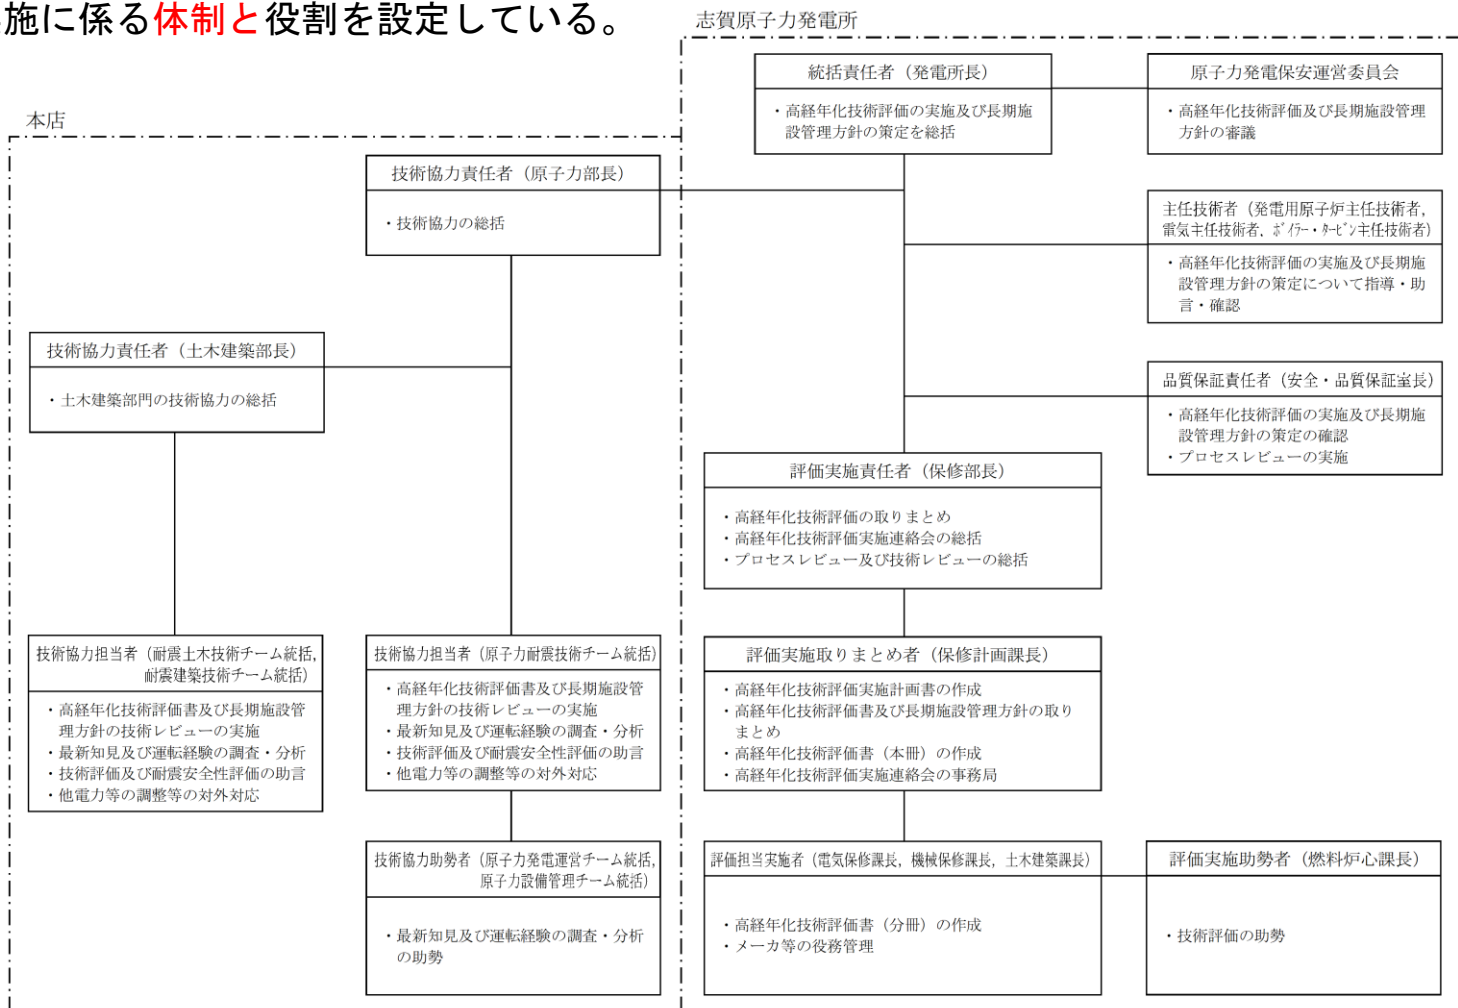 施に係る体制と役割を設定している。
志賀原子力発電所
統括責任者（発電所長）
・高経年化技術評価の実施及び長期施
設管理方針の策定を総括
原子力発電保安運営委員会
・高経年化技術評価及び長期施設管理
方針の審議
本店
技術協力責任者（原子力部長）
・技術協力の総括
主任技術者（発電用原子炉主任技術者，
電気主任技術者，ﾎﾞｲﾗｰ・ﾀｰﾋﾞﾝ主任技術者）
・高経年化技術評価の実施及び長期施
設管理方針の策定について指導・助
言・確認
技術協力責任者（土木建築部長）
・土木建築部門の技術協力の総括
品質保証責任者（安全・品質保証室長）
・高経年化技術評価の実施及び長期施
設管理方針の策定の確認
・プロセスレビューの実施
評価実施責任者（保修部長）
・高経年化技術評価の取りまとめ
・高経年化技術評価実施連絡会の総括
・プロセスレビュー及び技術レビューの総括
技術協力担当者（耐震土木技術チーム統括，
耐震建築技術チーム統括）
・高経年化技術評価書及び長期施設管
理方針の技術レビューの実施
・最新知見及び運転経験の調査・分析
・技術評価及び耐震安全性評価の助言
・他電力等の調整等の対外対応
技術協力担当者（原子力耐震技術チーム統括）
・高経年化技術評価書及び長期施設管
理方針の技術レビューの実施
・最新知見及び運転経験の調査・分析
・技術評価及び耐震安全性評価の助言
・他電力等の調整等の対外対応
評価実施取りまとめ者（保修計画課長）
・高経年化技術評価実施計画書の作成
・高経年化技術評価書及び長期施設管理方針の取り
まとめ
・高経年化技術評価書（本冊）の作成
・高経年化技術評価実施連絡会の事務局
技術協力助勢者（原子力発電運営チーム統括，
原子力設備管理チーム統括）
・最新知見及び運転経験の調査・分析
の助勢
評価担当実施者（電気保修課長，機械保修課長，土木建築課長）
・高経年化技術評価書（分冊）の作成
・メーカ等の役務管理
評価実施助勢者（燃料炉心課長）
・技術評価の助勢